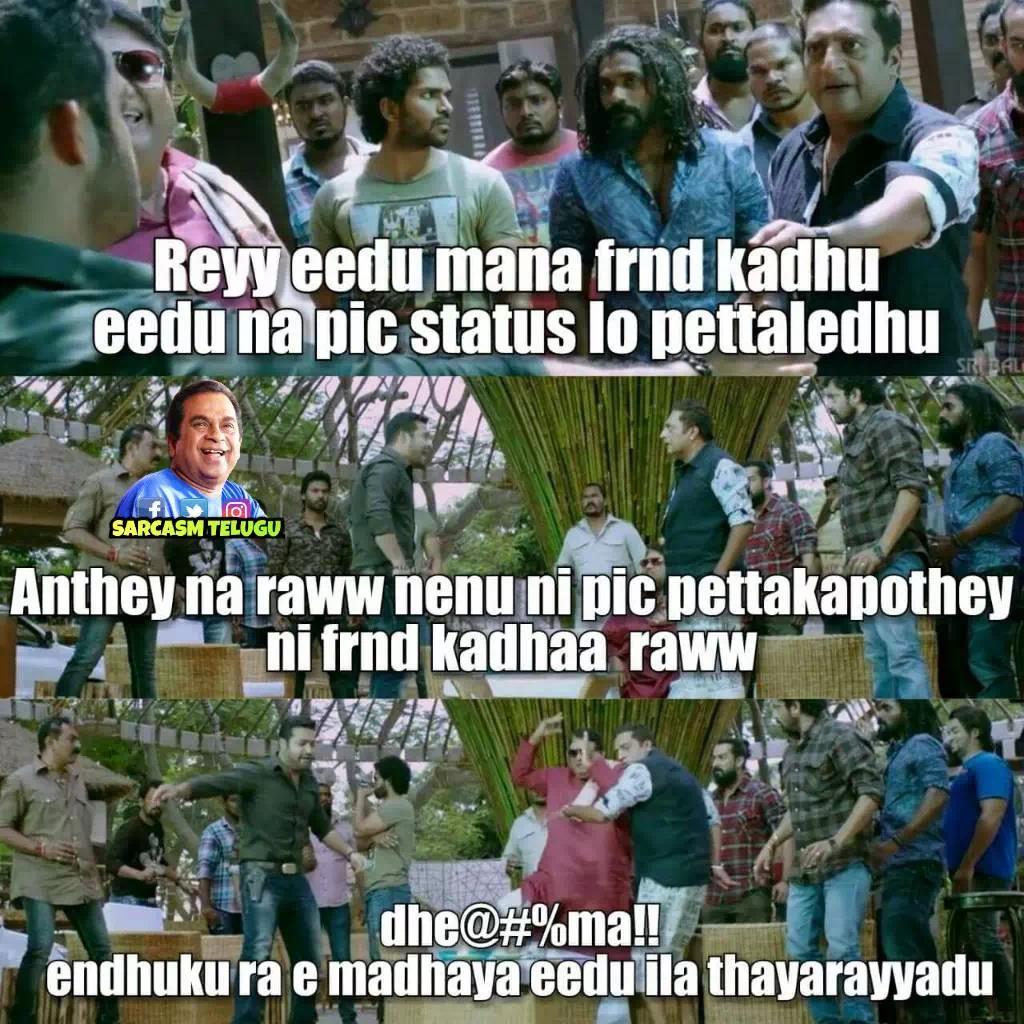 Reyy eedu mana frnd kadhu
eedu na pic status lo pettaledhu
SARCASM TELUGU
Anthey na raww nenu ni pic pettakapothey
ni frnd kadhaa raww
dhe@#%ma!!
endhuku ra e madhaya eedu ila thayarayyadu